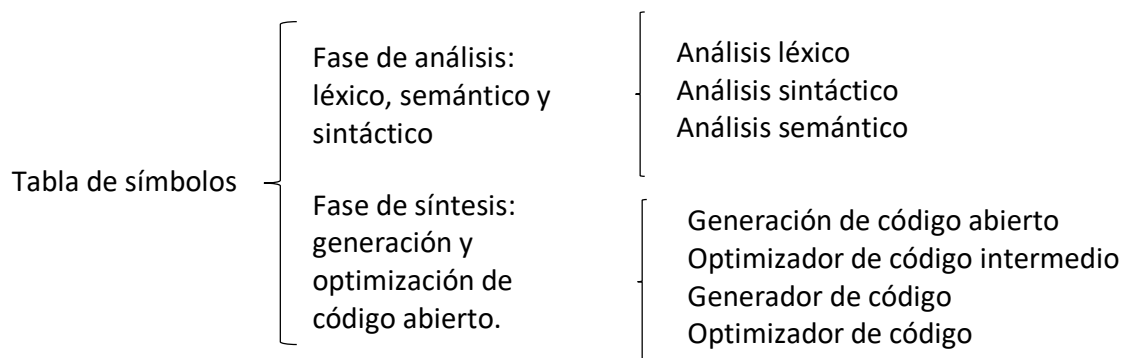 Tabla de símbolos
Fase de análisis:
léxico, semántico y
sintáctico
Análisis léxico
Análisis sintáctico
Análisis semántico
Fase de síntesis:
generación y
optimización de
código abierto.
Generación de código abierto
Optimizador de código intermedio
Generador de código
Optimizador de código